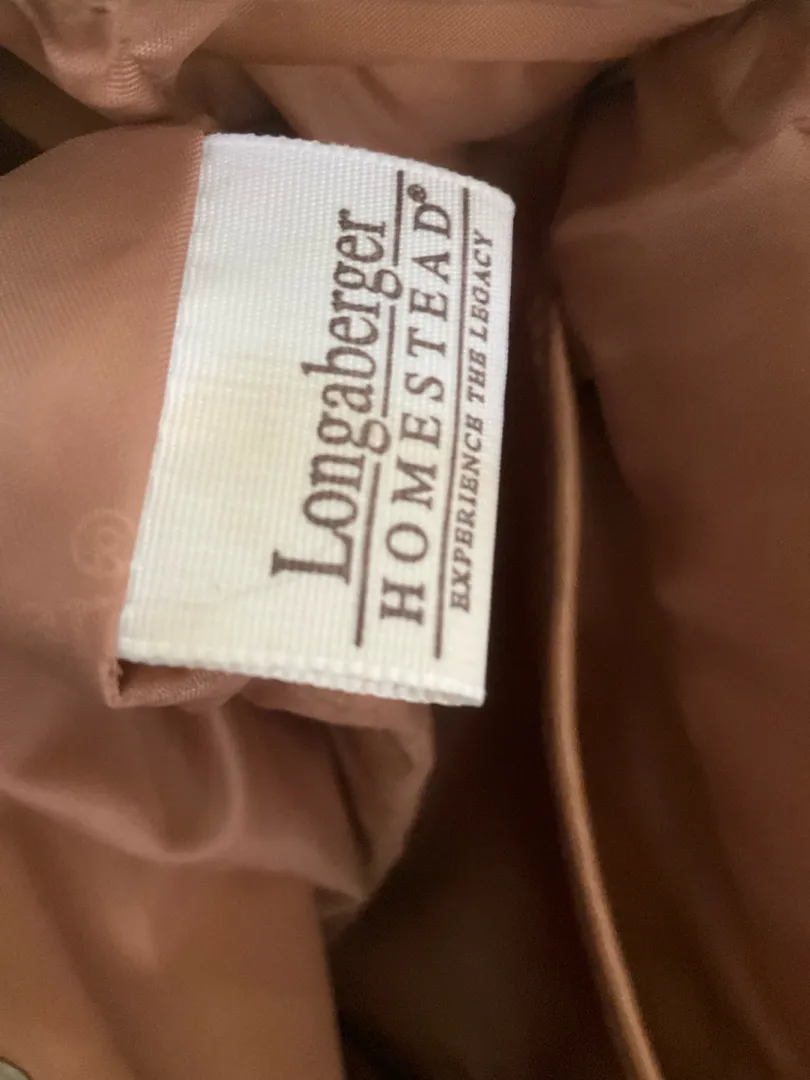 Longaberger
HOMESTEAD®
EXPERIENCE THE LEGACY